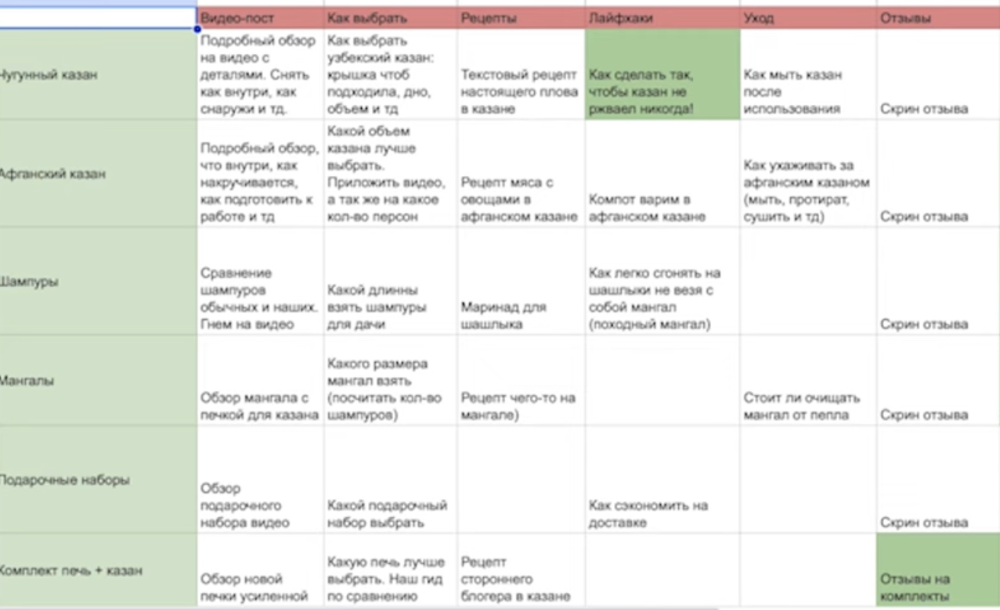 Видео-пост
Как выбрать
Рецепты
Лайфхаки
Уход
Отзывы
Чугунный казан
Подробный обзор
на видео с
деталями. Снять
как внутри, как
снаружи и тд.
Как выбрать
узбекский казан:
крышка чтоб
подходила, дно,
объем и тд
Текстовый рецепт
настоящего плова
в казане
Как сделать так,
чтобы казан не
ржваел никогда!
Как мыть казан
после
использования
Скрин отзыва
Афганский казан
Подробный обзор,
что внутри, как
накручивается,
как подготовить к
работе и тд
Какой объем
казана лучше
выбрать.
Приложить видео,
а так же на какое
кол-во персон
Рецепт мяса с
овощами в
афганском казане
Компот варим в
афганском казане
Как ухаживать за
афганским казаном
(мыть, протират,
сушить и тд)
Скрин отзыва
Шампуры
Сравнение
шампуров
обычных и наших.
Гнем на видео
Какой длинны
взять шампуры
для дачи
Маринад для
шашлыка
Как легко сгонять на
шашлыки не везя с
собой мангал
(походный мангал)
Скрин отзыва
Мангалы
Обзор мангала с
печкой для казана
Какого размера
мангал взять
(посчитать кол-во
шампуров)
Рецепт чего-то на
мангале)
Стоит ли очищать
мангал от пепла
Скрин отзыва
Подарочные наборы
Обзор
подарочного
набора видео
Какой подарочный
набор выбрать
Как сэкономить на
доставке
Скрин отзыва
Комплект печь + казан
Обзор новой
печки усиленной
Какую печь лучше
выбрать. Наш гид
по сравнению
Рецепт
стороннего
блогера в казане
Отзывы на
комплекты